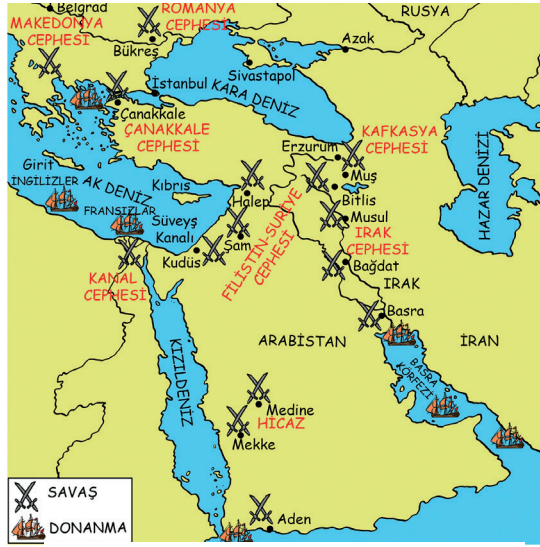 Belgrad
ROMANYA
CEPHESİ
RUSYA
MAKEDONYA
CEPHESİ
Bükreş
Azak
Sivastapol
İstanbul
KARA DENİZ
Çanakkale
ÇANAKKALE
CEPHESİ
Erzurum
KAFKASYA
CEPHESİ
Muş
Bitlis
HAZAR DENİZİ
Girit
AK DENİZ
Kıbrıs
İNGİLİZLER
FRANSIZLAR
Halep
Musul
Süveyş
Kanalı
Şam
Kudüs
FİLİSTİN-SURİYE
CEPHESİ
IRAK
CEPHESİ
Bağdat
KANAL
CEPHESİ
IRAK
Basra
ARABİSTAN
İRAN
KIZILDENİZ
BASRA
KÖRFEZİ
Medine
HİCAZ
Mekke
Aden
SAVAŞ
DONANMA